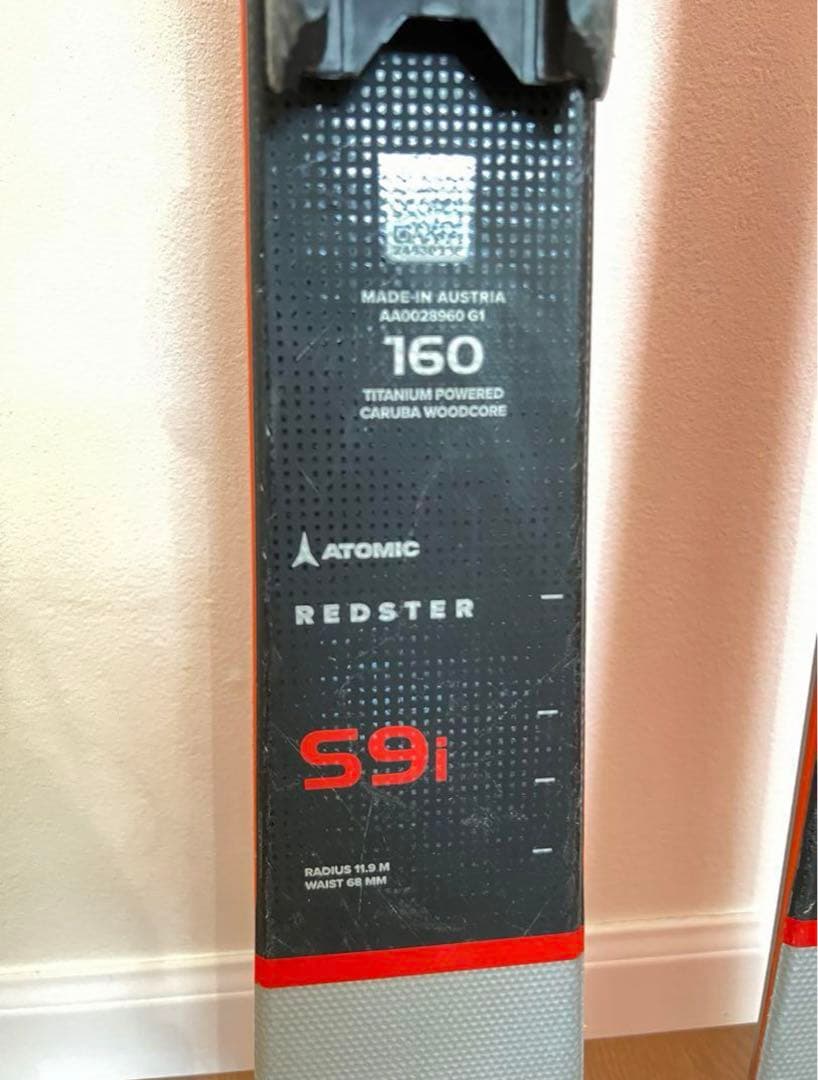 MADE IN AUSTRIA
AA0028960 G1
160
TITANIUM POWERED
CARUBA WOODCORE
ATOMIC
REDSTER
S9i
RADIUS 11.9 M
WAIST 68 MM